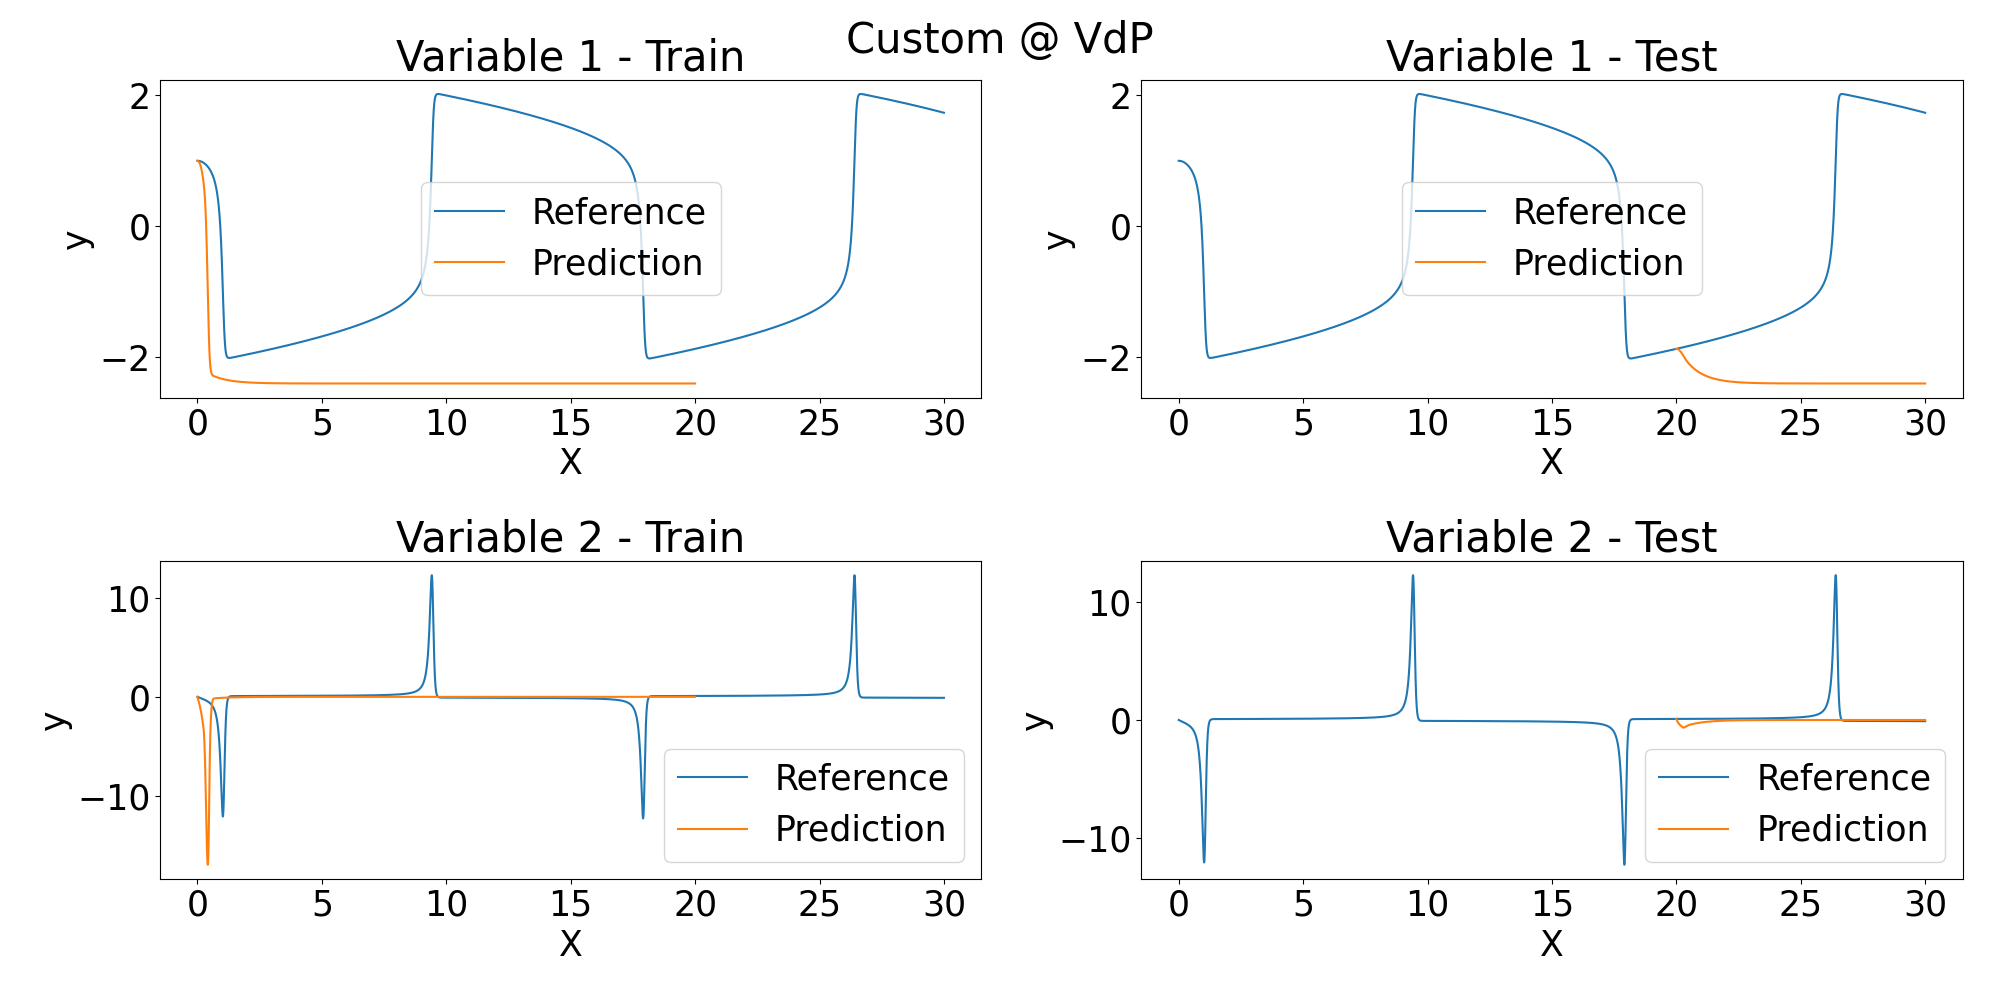 Custom @ VdP
Variable 1 - Train
2
0
−2
y
Reference
Prediction
0 5 10 15 20 25 30
X
Variable 1 - Test
2
0
−2
y
Reference
Prediction
0 5 10 15 20 25 30
X
Variable 2 - Train
10
0
−10
y
Reference
Prediction
0 5 10 15 20 25 30
X
Variable 2 - Test
10
0
−10
y
Reference
Prediction
0 5 10 15 20 25 30
X